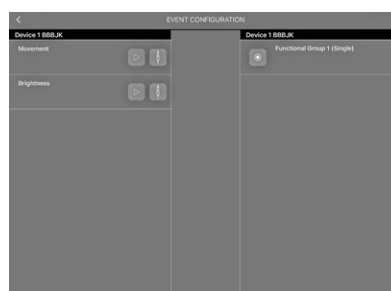 EVENT CONFIGURATION
Device 1 BBBJK
Movement
Brightness
Device 1 BBBJK
Functional Group 1 (Single)